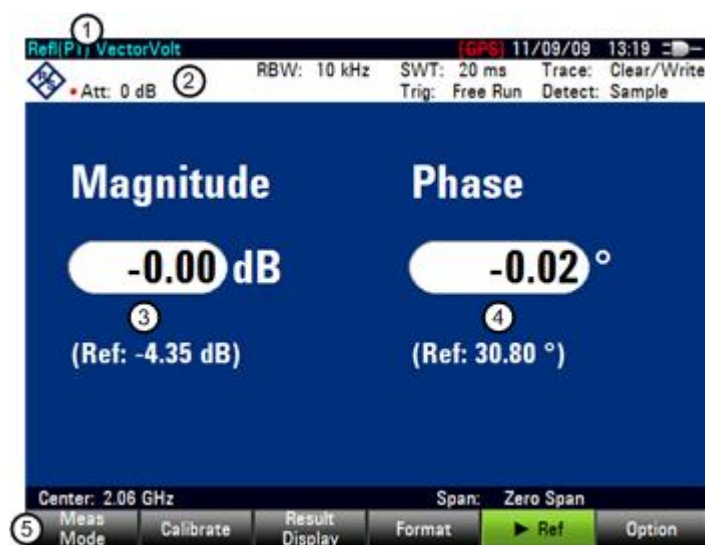 1
Refl(P1) VectorVolt (GPS) 11/09/09 13:19
2
Att: 0 dB RBW: 10 kHz SWT: 20 ms Trace: Clear/Write
Trig: Free Run Detect: Sample
Magnitude Phase
-0.00 dB -0.02 °
3 4
(Ref: -4.35 dB) (Ref: 30.80 °)
Center: 2.06 GHz Span: Zero Span
5
Meas Mode Calibrate Result Display Format ► Ref Option